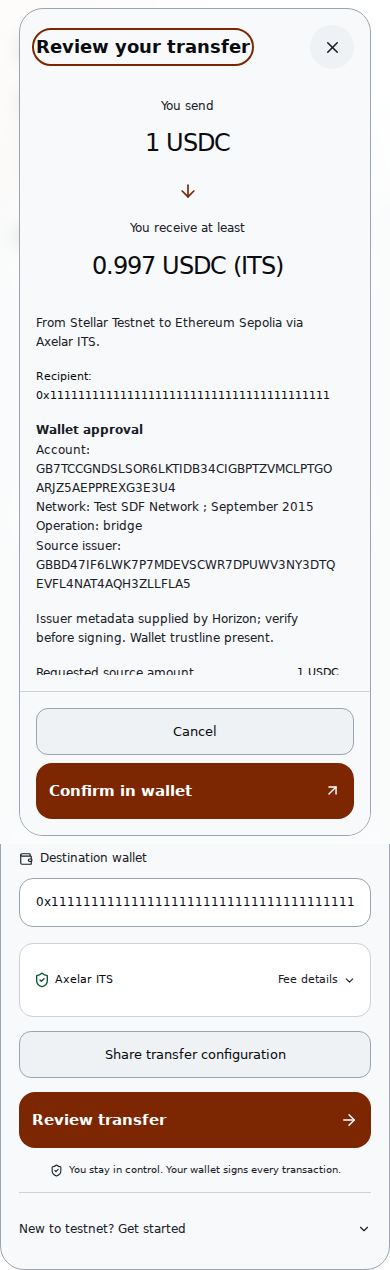 Review your transfer
You send
1 USDC
You receive at least
0.997 USDC (ITS)
From Stellar Testnet to Ethereum Sepolia via
Axelar ITS.
Recipient:
0x1111111111111111111111111111111111111111
Wallet approval
Account:
GB7TCCGNDSLSOR6LKTIDB34CIGBPTZVMCLPTGO
ARJZ5AEPPREXG3E3U4
Network: Test SDF Network ; September 2015
Operation: bridge
Source issuer:
GBBD47IF6LWK7P7MDEVSCWR7DPUWV3NY3DTQ
EVFL4NAT4AQH3ZLLFLA5
Issuer metadata supplied by Horizon; verify
before signing. Wallet trustline present.
Requested source amount 1 USDC
Cancel
Confirm in wallet
Destination wallet
0x1111111111111111111111111111111111111111
Axelar ITS Fee details
Share transfer configuration
Review transfer
You stay in control. Your wallet signs every transaction.
New to testnet? Get started